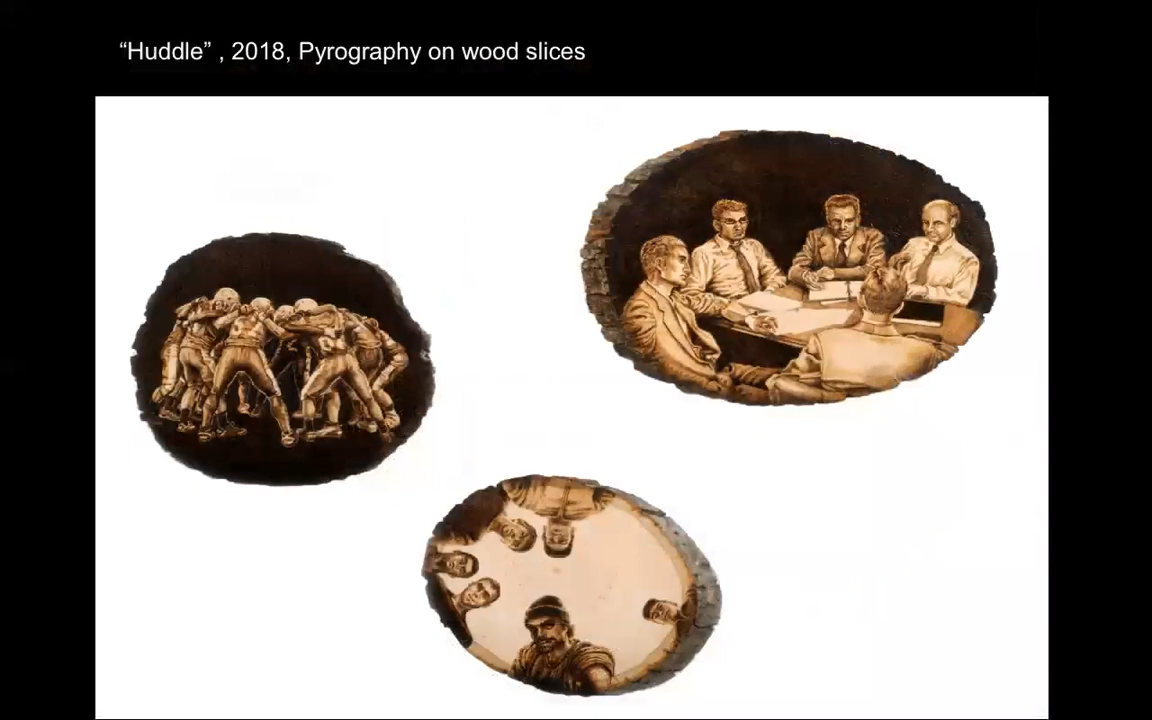 “Huddle” , 2018, Pyrography on wood slices